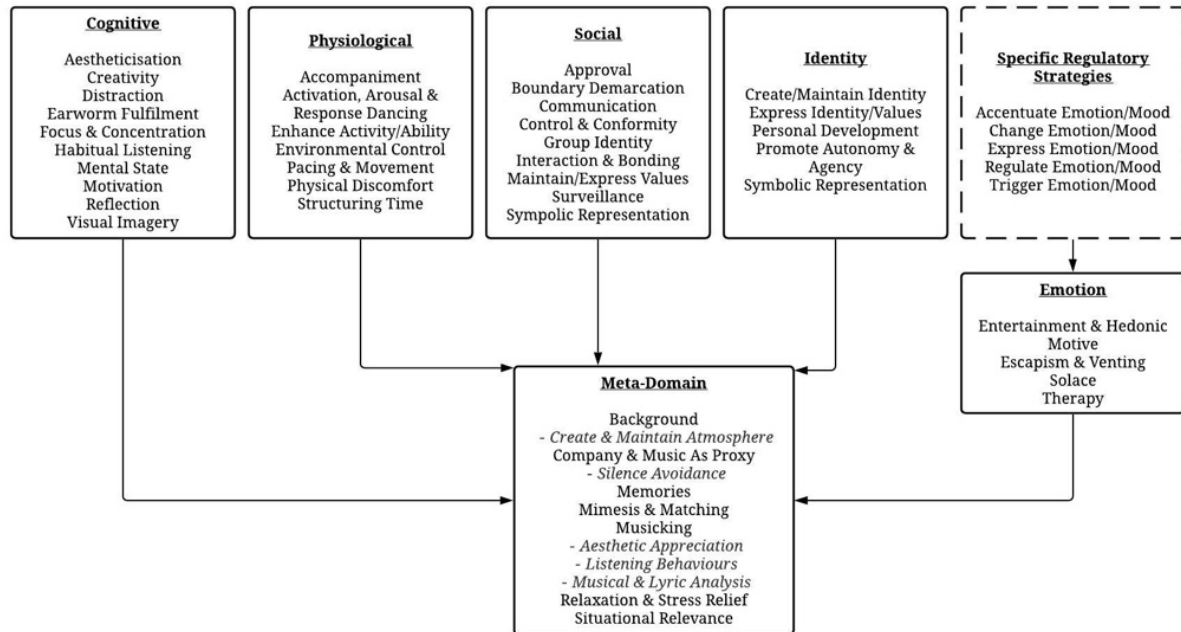 Cognitive
Aestheticisation
Creativity
Distraction
Earworm Fulfilment
Focus & Concentration
Habitual Listening
Mental State
Motivation
Reflection
Visual Imagery
Physiological
Accompaniment
Activation, Arousal &
Response Dancing
Enhance Activity/Ability
Environmental Control
Pacing & Movement
Physical Discomfort
Structuring Time
Social
Approval
Boundary Demarcation
Communication
Control & Conformity
Group Identity
Interaction & Bonding
Maintain/Express Values
Surveillance
Sympolic Representation
Identity
Create/Maintain Identity
Express Identity/Values
Personal Development
Promote Autonomy &
Agency
Symbolic Representation
Specific Regulatory
Strategies
Accentuate Emotion/Mood
Change Emotion/Mood
Express Emotion/Mood
Regulate Emotion/Mood
Trigger Emotion/Mood
Emotion
Entertainment & Hedonic
Motive
Escapism & Venting
Solace
Therapy
Meta-Domain
Background
- Create & Maintain Atmosphere
Company & Music As Proxy
- Silence Avoidance
Memories
Mimesis & Matching
Musicking
- Aesthetic Appreciation
- Listening Behaviours
- Musical & Lyric Analysis
Relaxation & Stress Relief
Situational Relevance